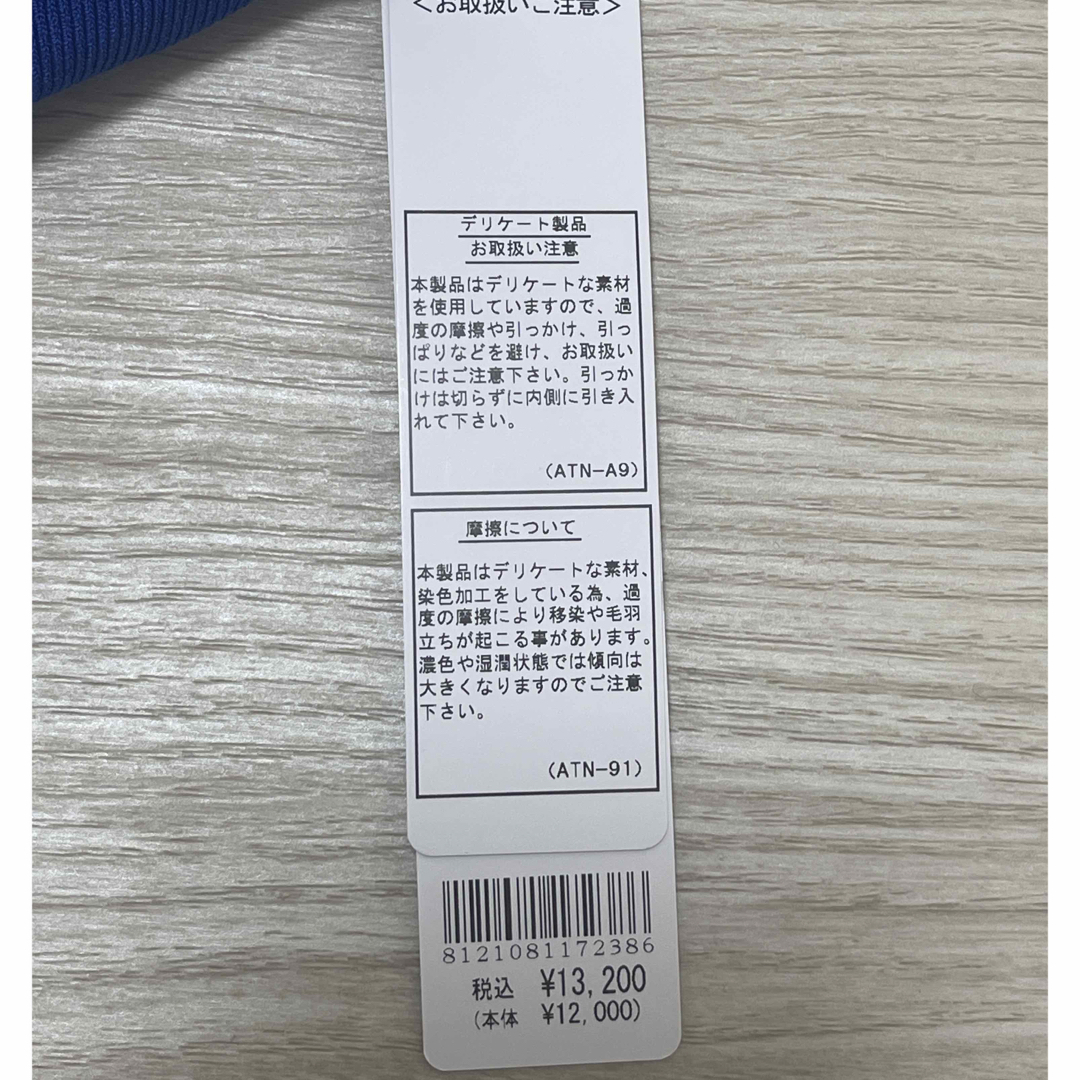 ＜お取扱いご注意＞
デリケート製品
お取扱い注意
本製品はデリケートな素材
を使用していますので、過
度の摩擦や引っかけ、引っ
ぱりなどを避け、お取扱い
にはご注意下さい。引っか
けは切らずに内側に引き入
れて下さい。
(ATN-A9)
摩擦について
本製品はデリケートな素材、
染色加工をしている為、過
度の摩擦により移染や毛羽
立ちが起こる事があります。
濃色や湿潤状態では傾向は
大きくなりますのでご注意
下さい。
(ATN-91)
8121081172386
税込 ¥13,200
(本体 ¥12,000)